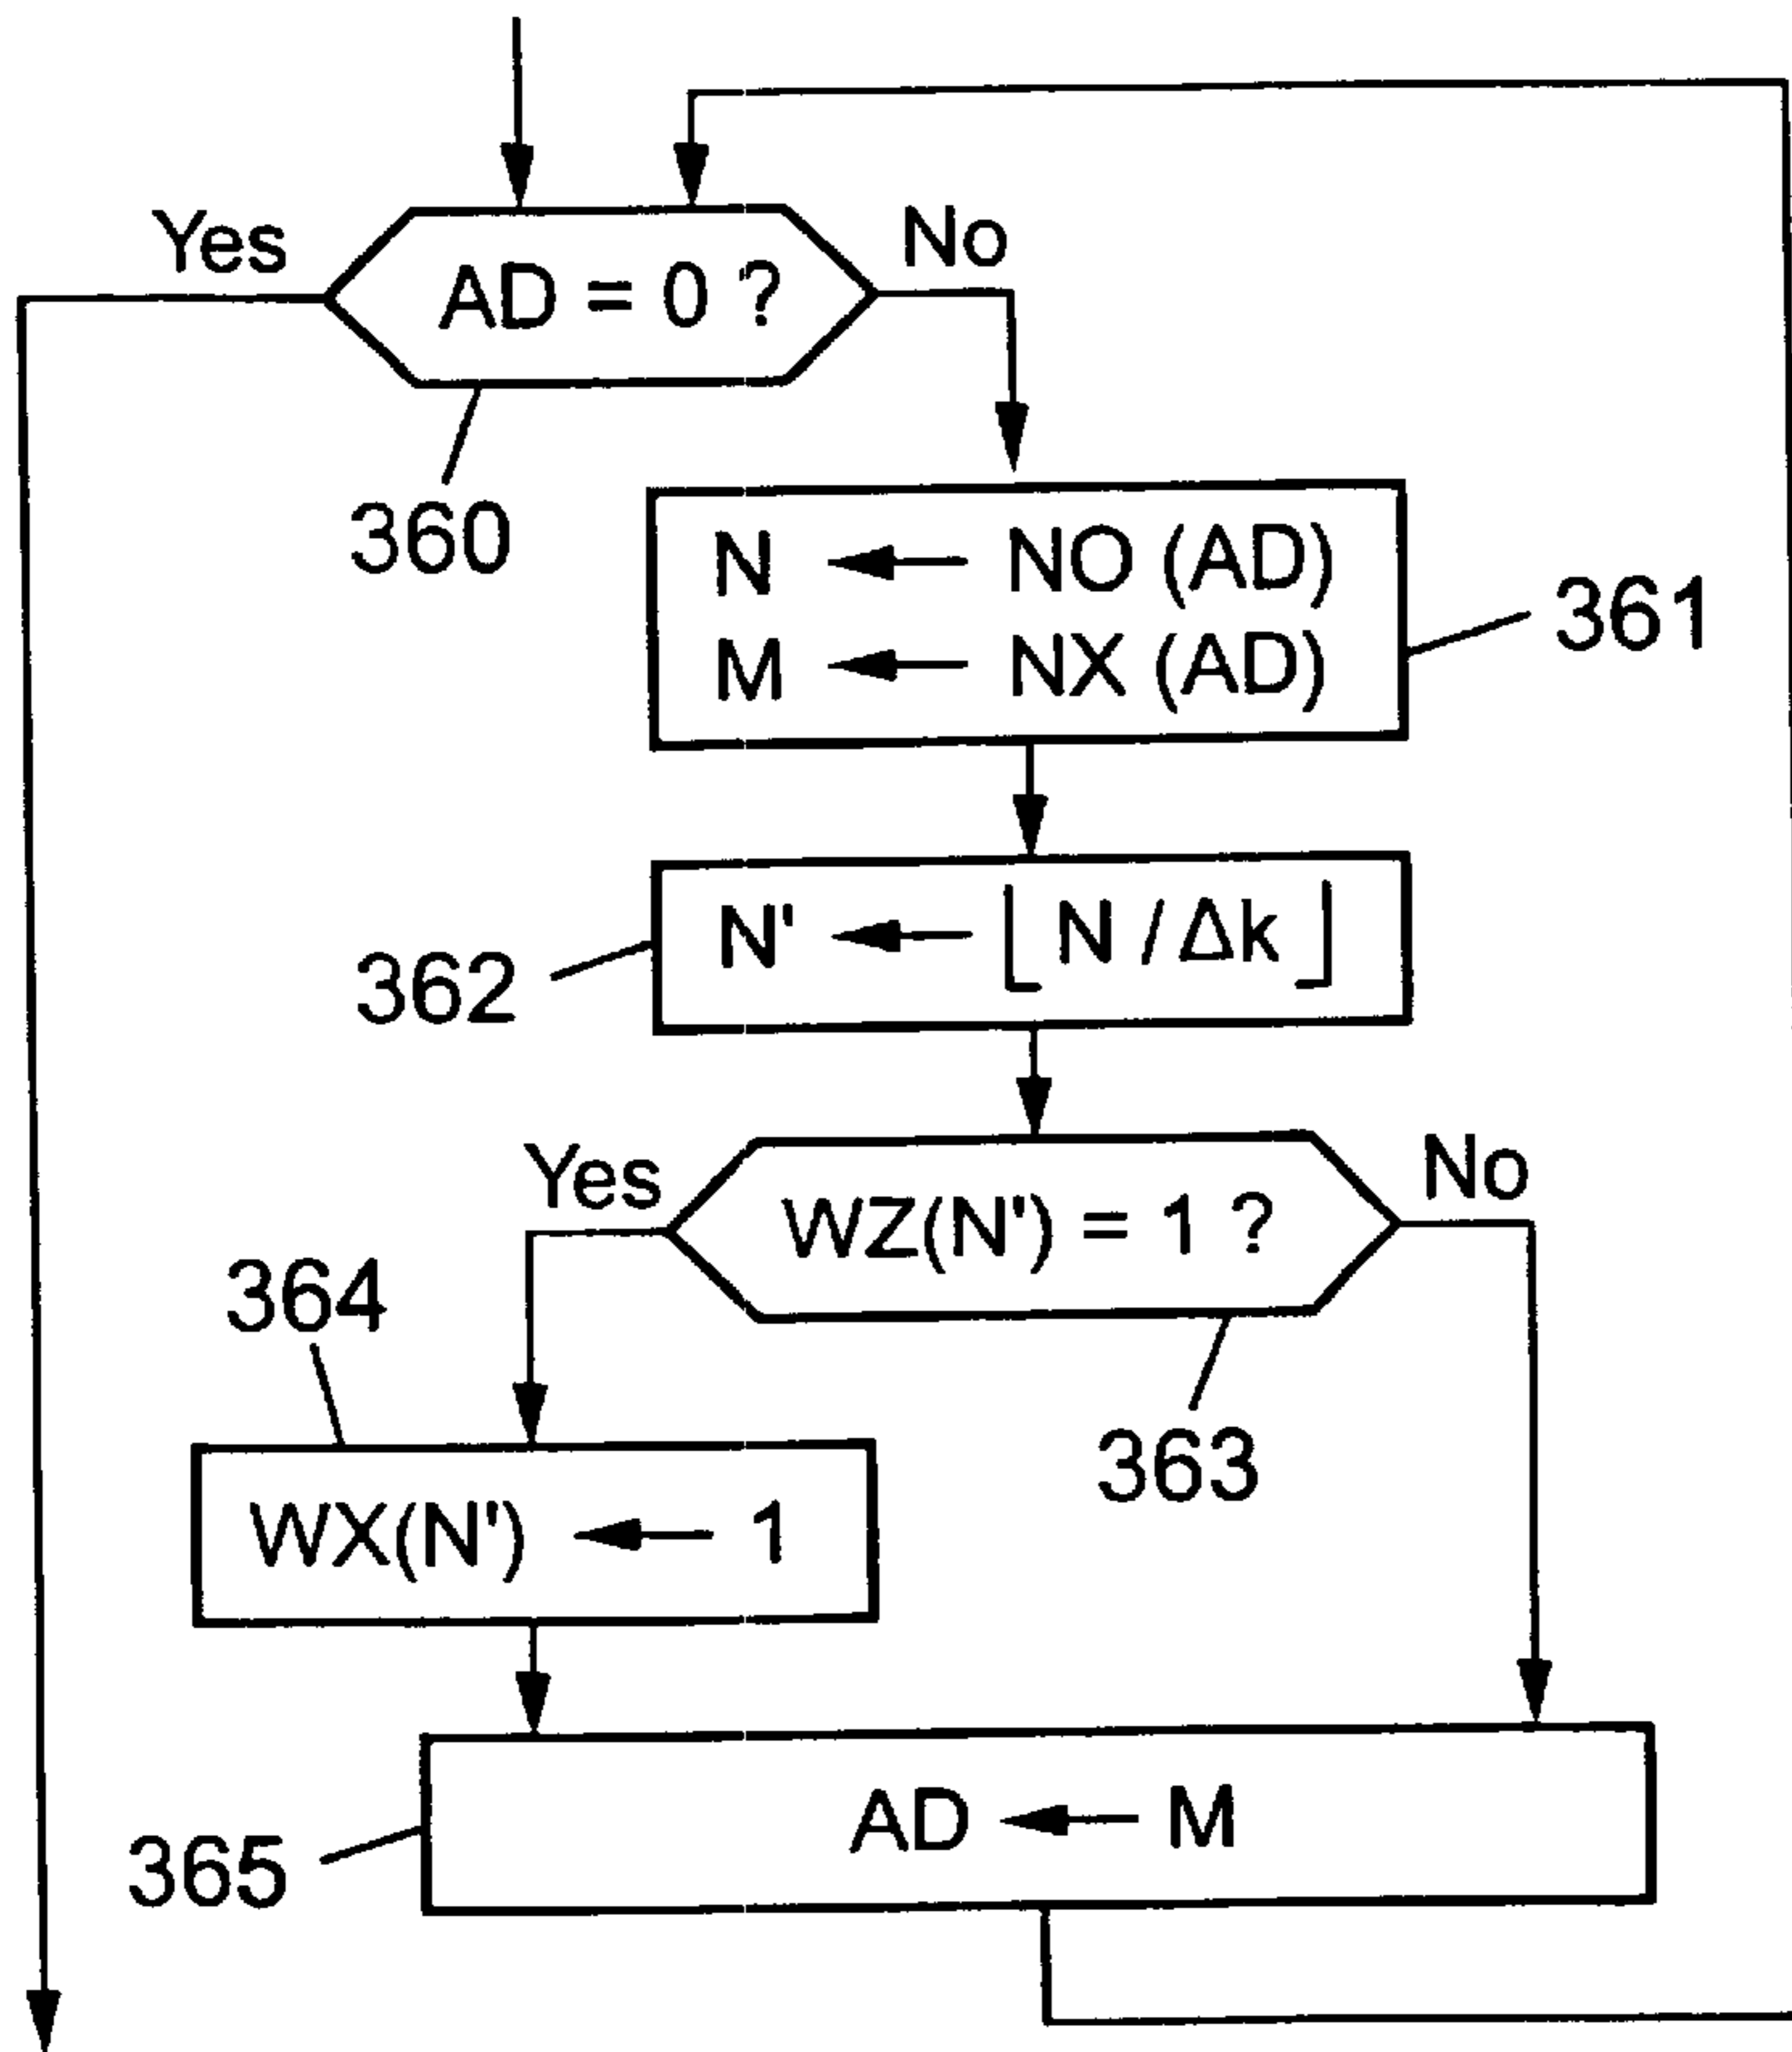 Yes
No
AD = 0 ?
360
N ← NO (AD)
M ← NX (AD)
361
N' ← ⌊ N / Δk ⌋
362
Yes
No
WZ(N') = 1 ?
364
363
WX(N') ← 1
AD ← M
365